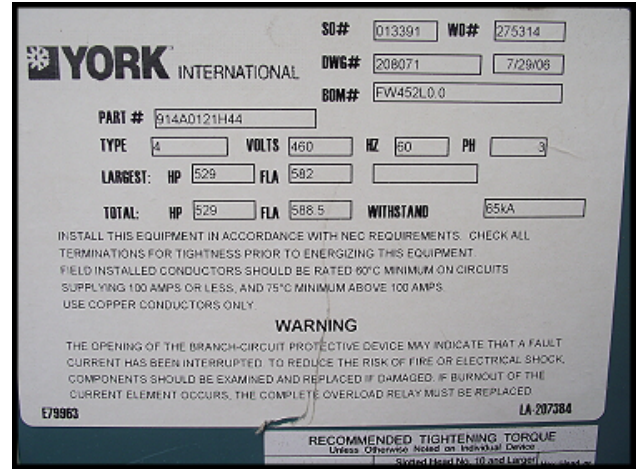 SO# 013391 WO# 275314
YORK INTERNATIONAL
DWG# 208071 7/29/06
BOM# FW452L0.0
PART # 914A0121H44
TYPE 4 VOLTS 460 HZ 60 PH 3
LARGEST: HP 529 FLA 582
TOTAL: HP 529 FLA 588.5 WITHSTAND 65kA
INSTALL THIS EQUIPMENT IN ACCORDANCE WITH NEC REQUIREMENTS. CHECK ALL
TERMINATIONS FOR TIGHTNESS PRIOR TO ENERGIZING THIS EQUIPMENT.
FIELD INSTALLED CONDUCTORS SHOULD BE RATED 60°C MINIMUM ON CIRCUITS
SUPPLYING 100 AMPS OR LESS, AND 75°C MINIMUM ABOVE 100 AMPS.
USE COPPER CONDUCTORS ONLY.
WARNING
THE OPENING OF THE BRANCH-CIRCUIT PROTECTIVE DEVICE MAY INDICATE THAT A FAULT
CURRENT HAS BEEN INTERRUPTED. TO REDUCE THE RISK OF FIRE OR ELECTRICAL SHOCK,
COMPONENTS SHOULD BE EXAMINED AND REPLACED IF DAMAGED. IF BURNOUT OF THE
CURRENT ELEMENT OCCURS, THE COMPLETE OVERLOAD RELAY MUST BE REPLACED
E79963 LA-207384
RECOMMENDED TIGHTENING TORQUE
Unless Otherwise Noted on Individual Device
Slotted Head No. 10 and Larger